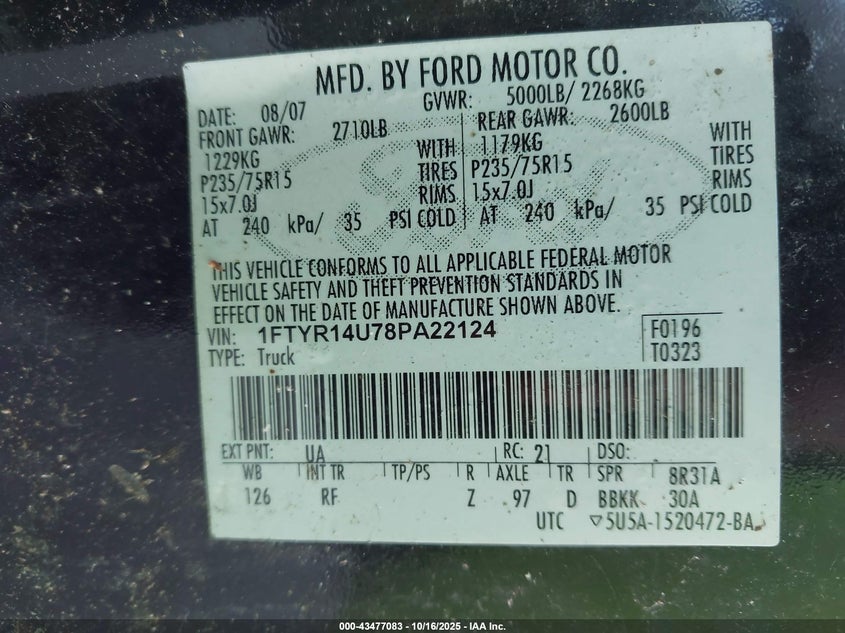 MFD. BY FORD MOTOR CO.
DATE: 08/07 GVWR: 5000LB/ 2268KG
FRONT GAWR: 2710LB REAR GAWR: 2600LB
1229KG WITH 1179KG WITH
P235/75R15 TIRES P235/75R15 TIRES
15x7.0J RIMS 15x7.0J RIMS
AT 240 kPa/ 35 PSI COLD AT 240 kPa/ 35 PSI COLD
THIS VEHICLE CONFORMS TO ALL APPLICABLE FEDERAL MOTOR
VEHICLE SAFETY AND THEFT PREVENTION STANDARDS IN
EFFECT ON THE DATE OF MANUFACTURE SHOWN ABOVE.
VIN: 1FTYR14U78PA22124 F0196
TYPE: Truck T0323
EXT PNT: UA RC: 21 DSO:
WB INT TR TP/PS R AXLE TR SPR 8R31A
126 RF Z 97 D BBKK 30A
UTC ▽5U5A-1520472-BA
000-43477083 - 10/16/2025 - IAA Inc.